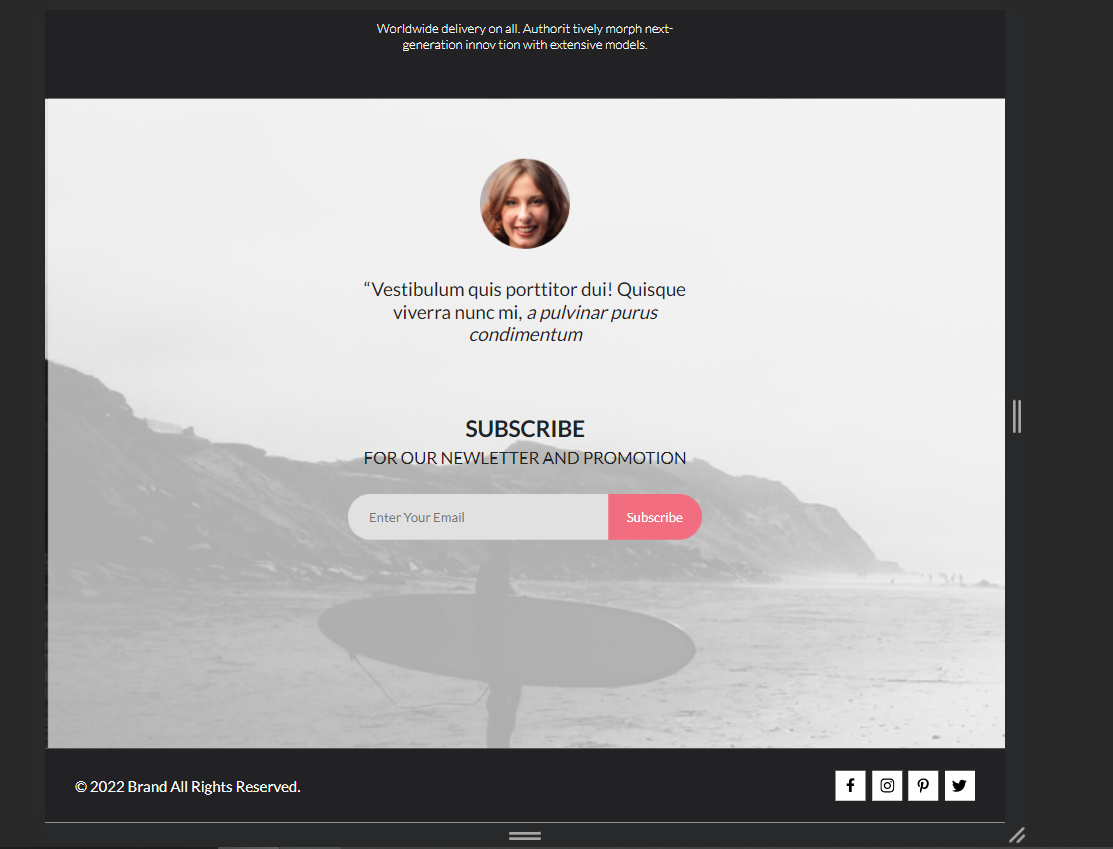 Worldwide delivery on all. Authorit tively morph next-
generation innov tion with extensive models.
“Vestibulum quis porttitor dui! Quisque
viverra nunc mi, a pulvinar purus
condimentum
SUBSCRIBE
FOR OUR NEWLETTER AND PROMOTION
Enter Your Email
Subscribe
© 2022 Brand All Rights Reserved.